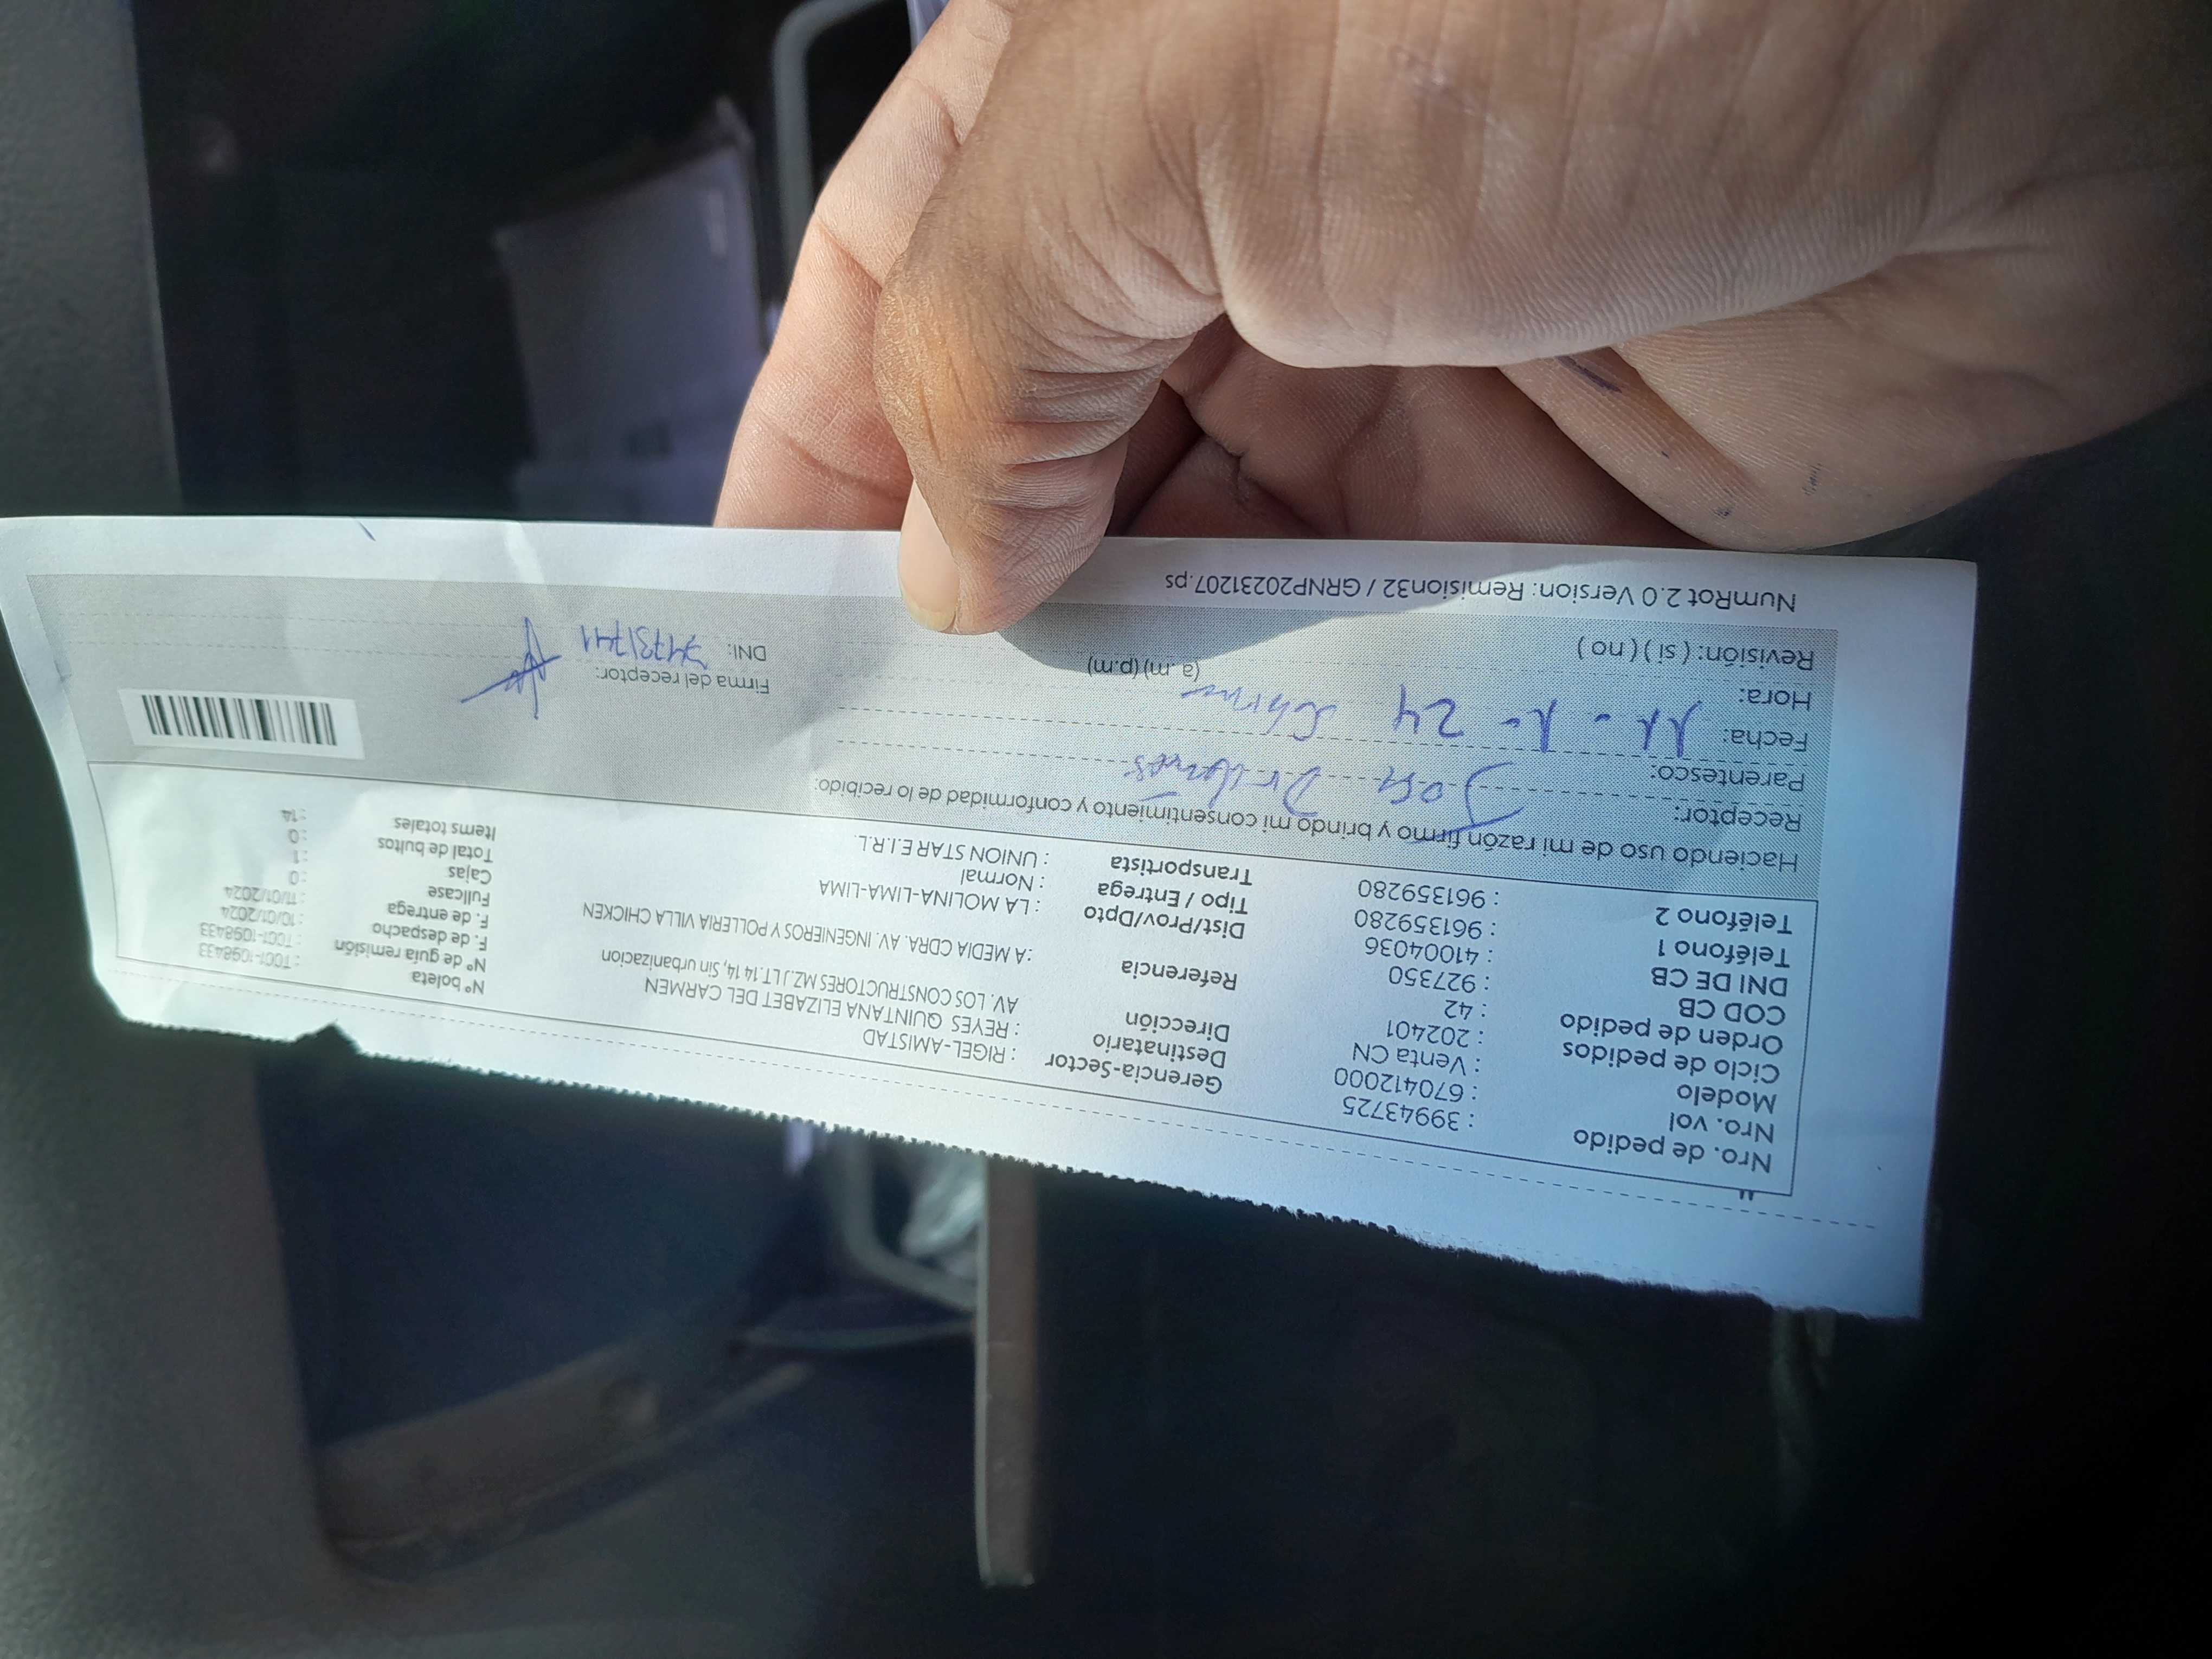 Nro. de pedido : 39943725
Nro. vol : 670412000
Modelo : Venta CN
Ciclo de pedidos : 202401
Orden de pedido : 42
COD CB : 927350
DNI DE CB : 41004036
Teléfono 1 : 961359280
Teléfono 2 : 961359280
Gerencia-Sector : RIGEL-AMISTAD
Destinatario : REYES QUINTANA ELIZABET DEL CARMEN
Dirección AV. LOS CONSTRUCTORES MZ.J LT.14 14, Sin urbanizacion
Referencia : A MEDIA CDRA. AV. INGENIEROS Y POLLERIA VILLA CHICKEN
Dist/Prov/Dpto : LA MOLINA-LIMA-LIMA
Tipo / Entrega : Normal
Transportista : UNION STAR E.I.R.L.
Nº boleta : T001-1098433
Nº de guía remisión : T001-1098433
F. de despacho : 10/01/2024
F. de entrega : 11/01/2024
Fullcase : 0
Cajas : 1
Total de bultos : 0
Items totales : 14
Haciendo uso de mi razón firmo y brindo mi consentimiento y conformidad de lo recibido:
Receptor: José
Parentesco:
Fecha: 11 - 1 - 24
Hora: (a.m) (p.m)
Revisión: ( si ) ( no )
Firma del receptor:
DNI:
NumRot 2.0 Version: Remision32 / GRNP20231207.ps